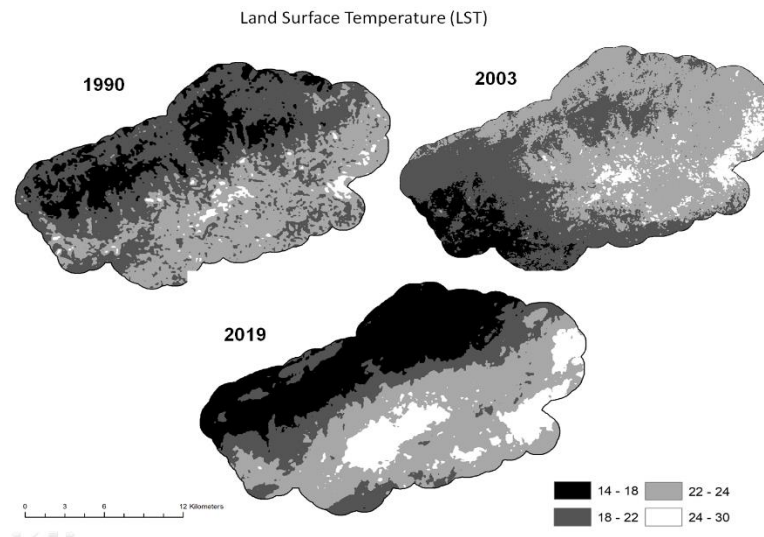 Land Surface Temperature (LST)
1990
2003
2019
14 - 18
22 - 24
18 - 22
24 - 30
0 3 6 12 Kilometers